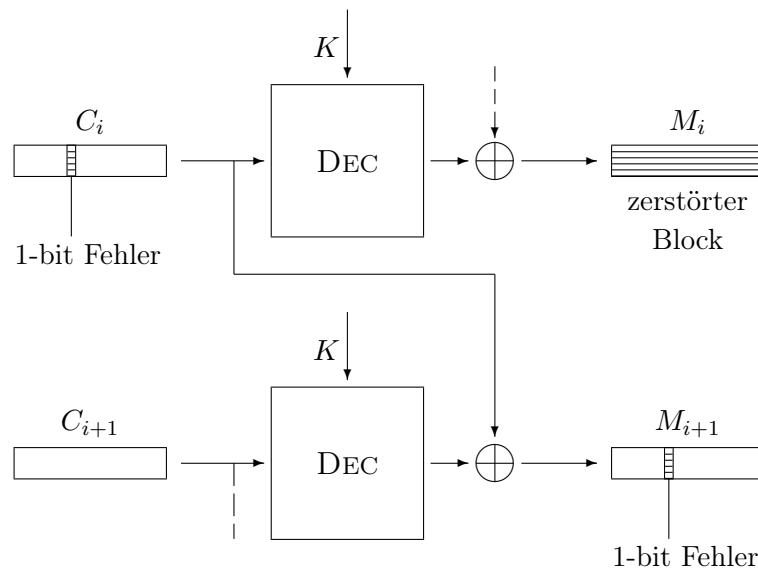 K
C_i
DEC
M_i
1-bit Fehler
zerstörter
Block
K
C_{i+1}
DEC
M_{i+1}
1-bit Fehler